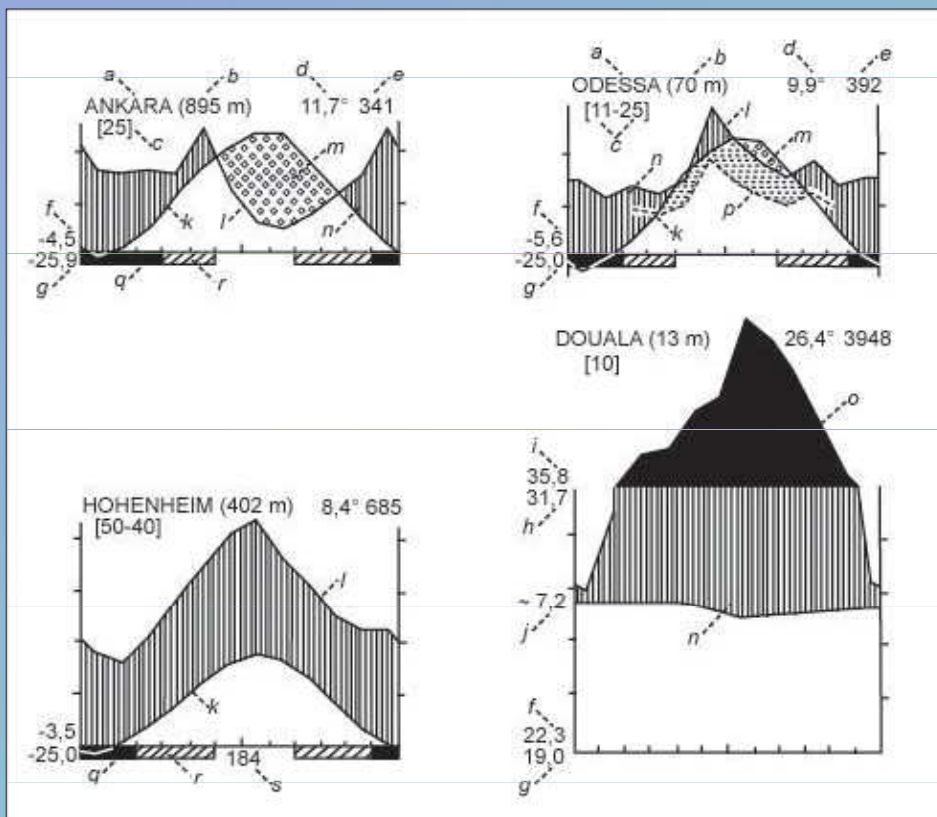 a b d e
ANKARA (895 m) 11,7° 341
[25] c
m
f k l n
-4,5
-25,9
g q r
a b d e
ODESSA (70 m) 9,9° 392
[11-25] l
c n m
f k p
-5,6
-25,0
g
HOHENHEIM (402 m) 8,4° 685
[50-40]
l
k
-3,5
-25,0
184
q r s
DOUALA (13 m) 26,4° 3948
[10]
o
i
35,8
31,7
h
~ 7,2
j n
f
22,3
19,0
g